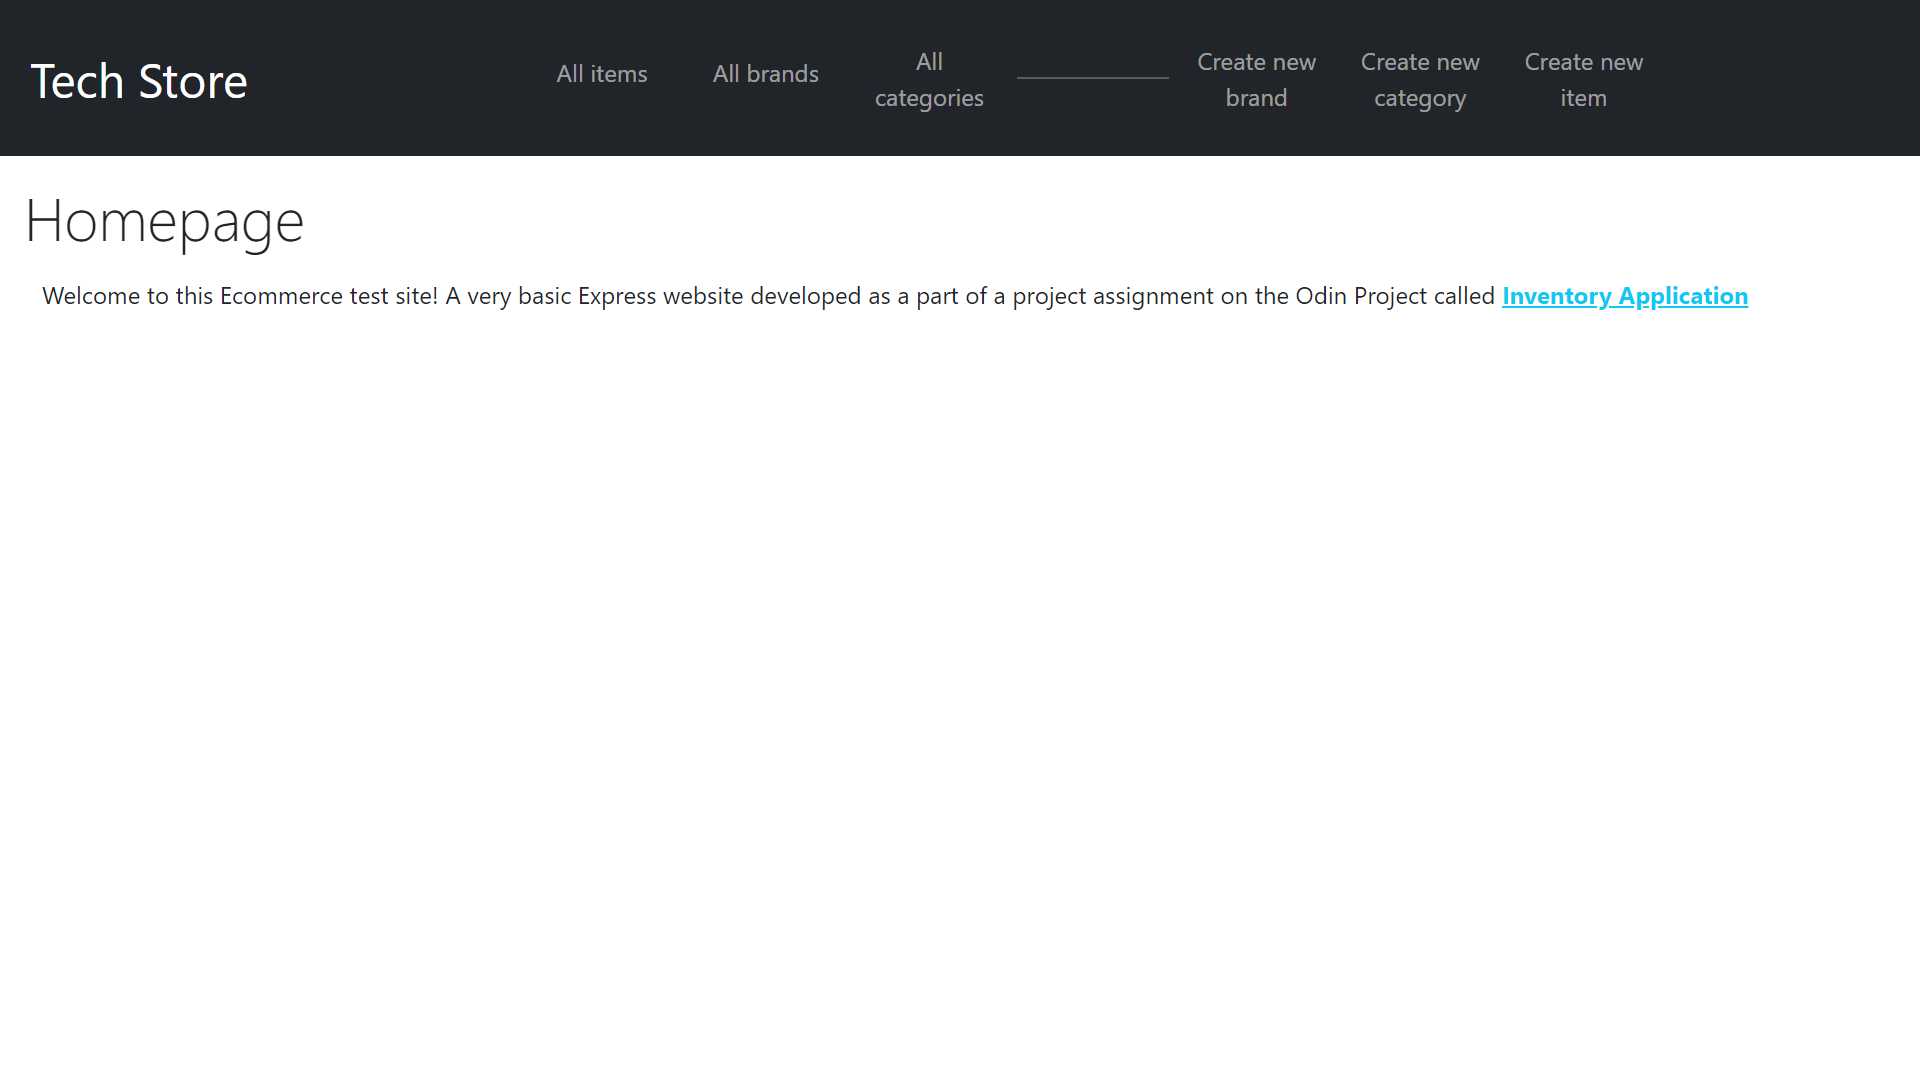 Tech Store
All items
All brands
All
categories
Create new
brand
Create new
category
Create new
item
Homepage
Welcome to this Ecommerce test site! A very basic Express website developed as a part of a project assignment on the Odin Project called Inventory Application